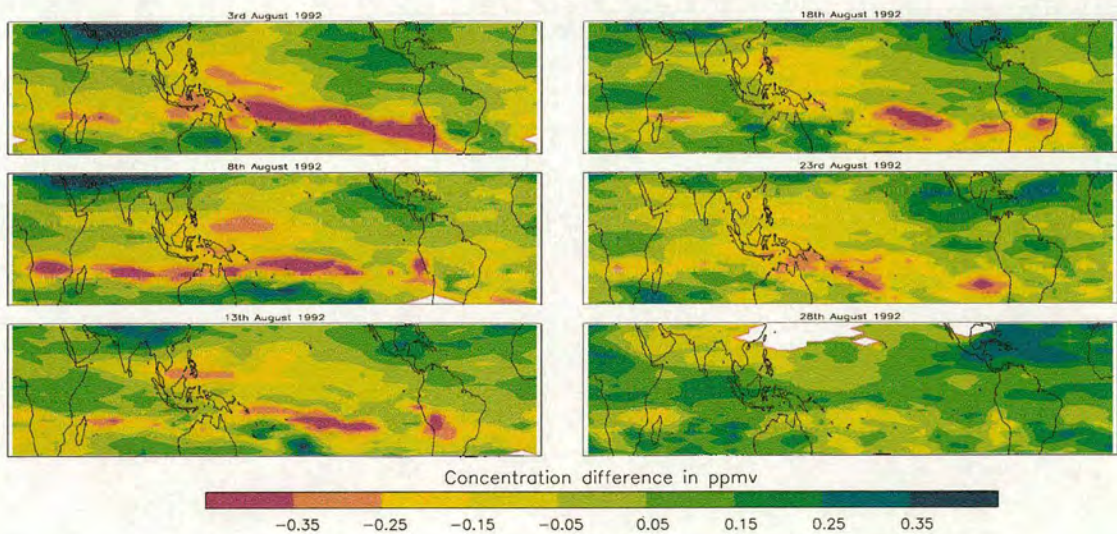 3rd August 1992
18th August 1992
8th August 1992
23rd August 1992
13th August 1992
28th August 1992
Concentration difference in ppmv
-0.35 -0.25 -0.15 -0.05 0.05 0.15 0.25 0.35